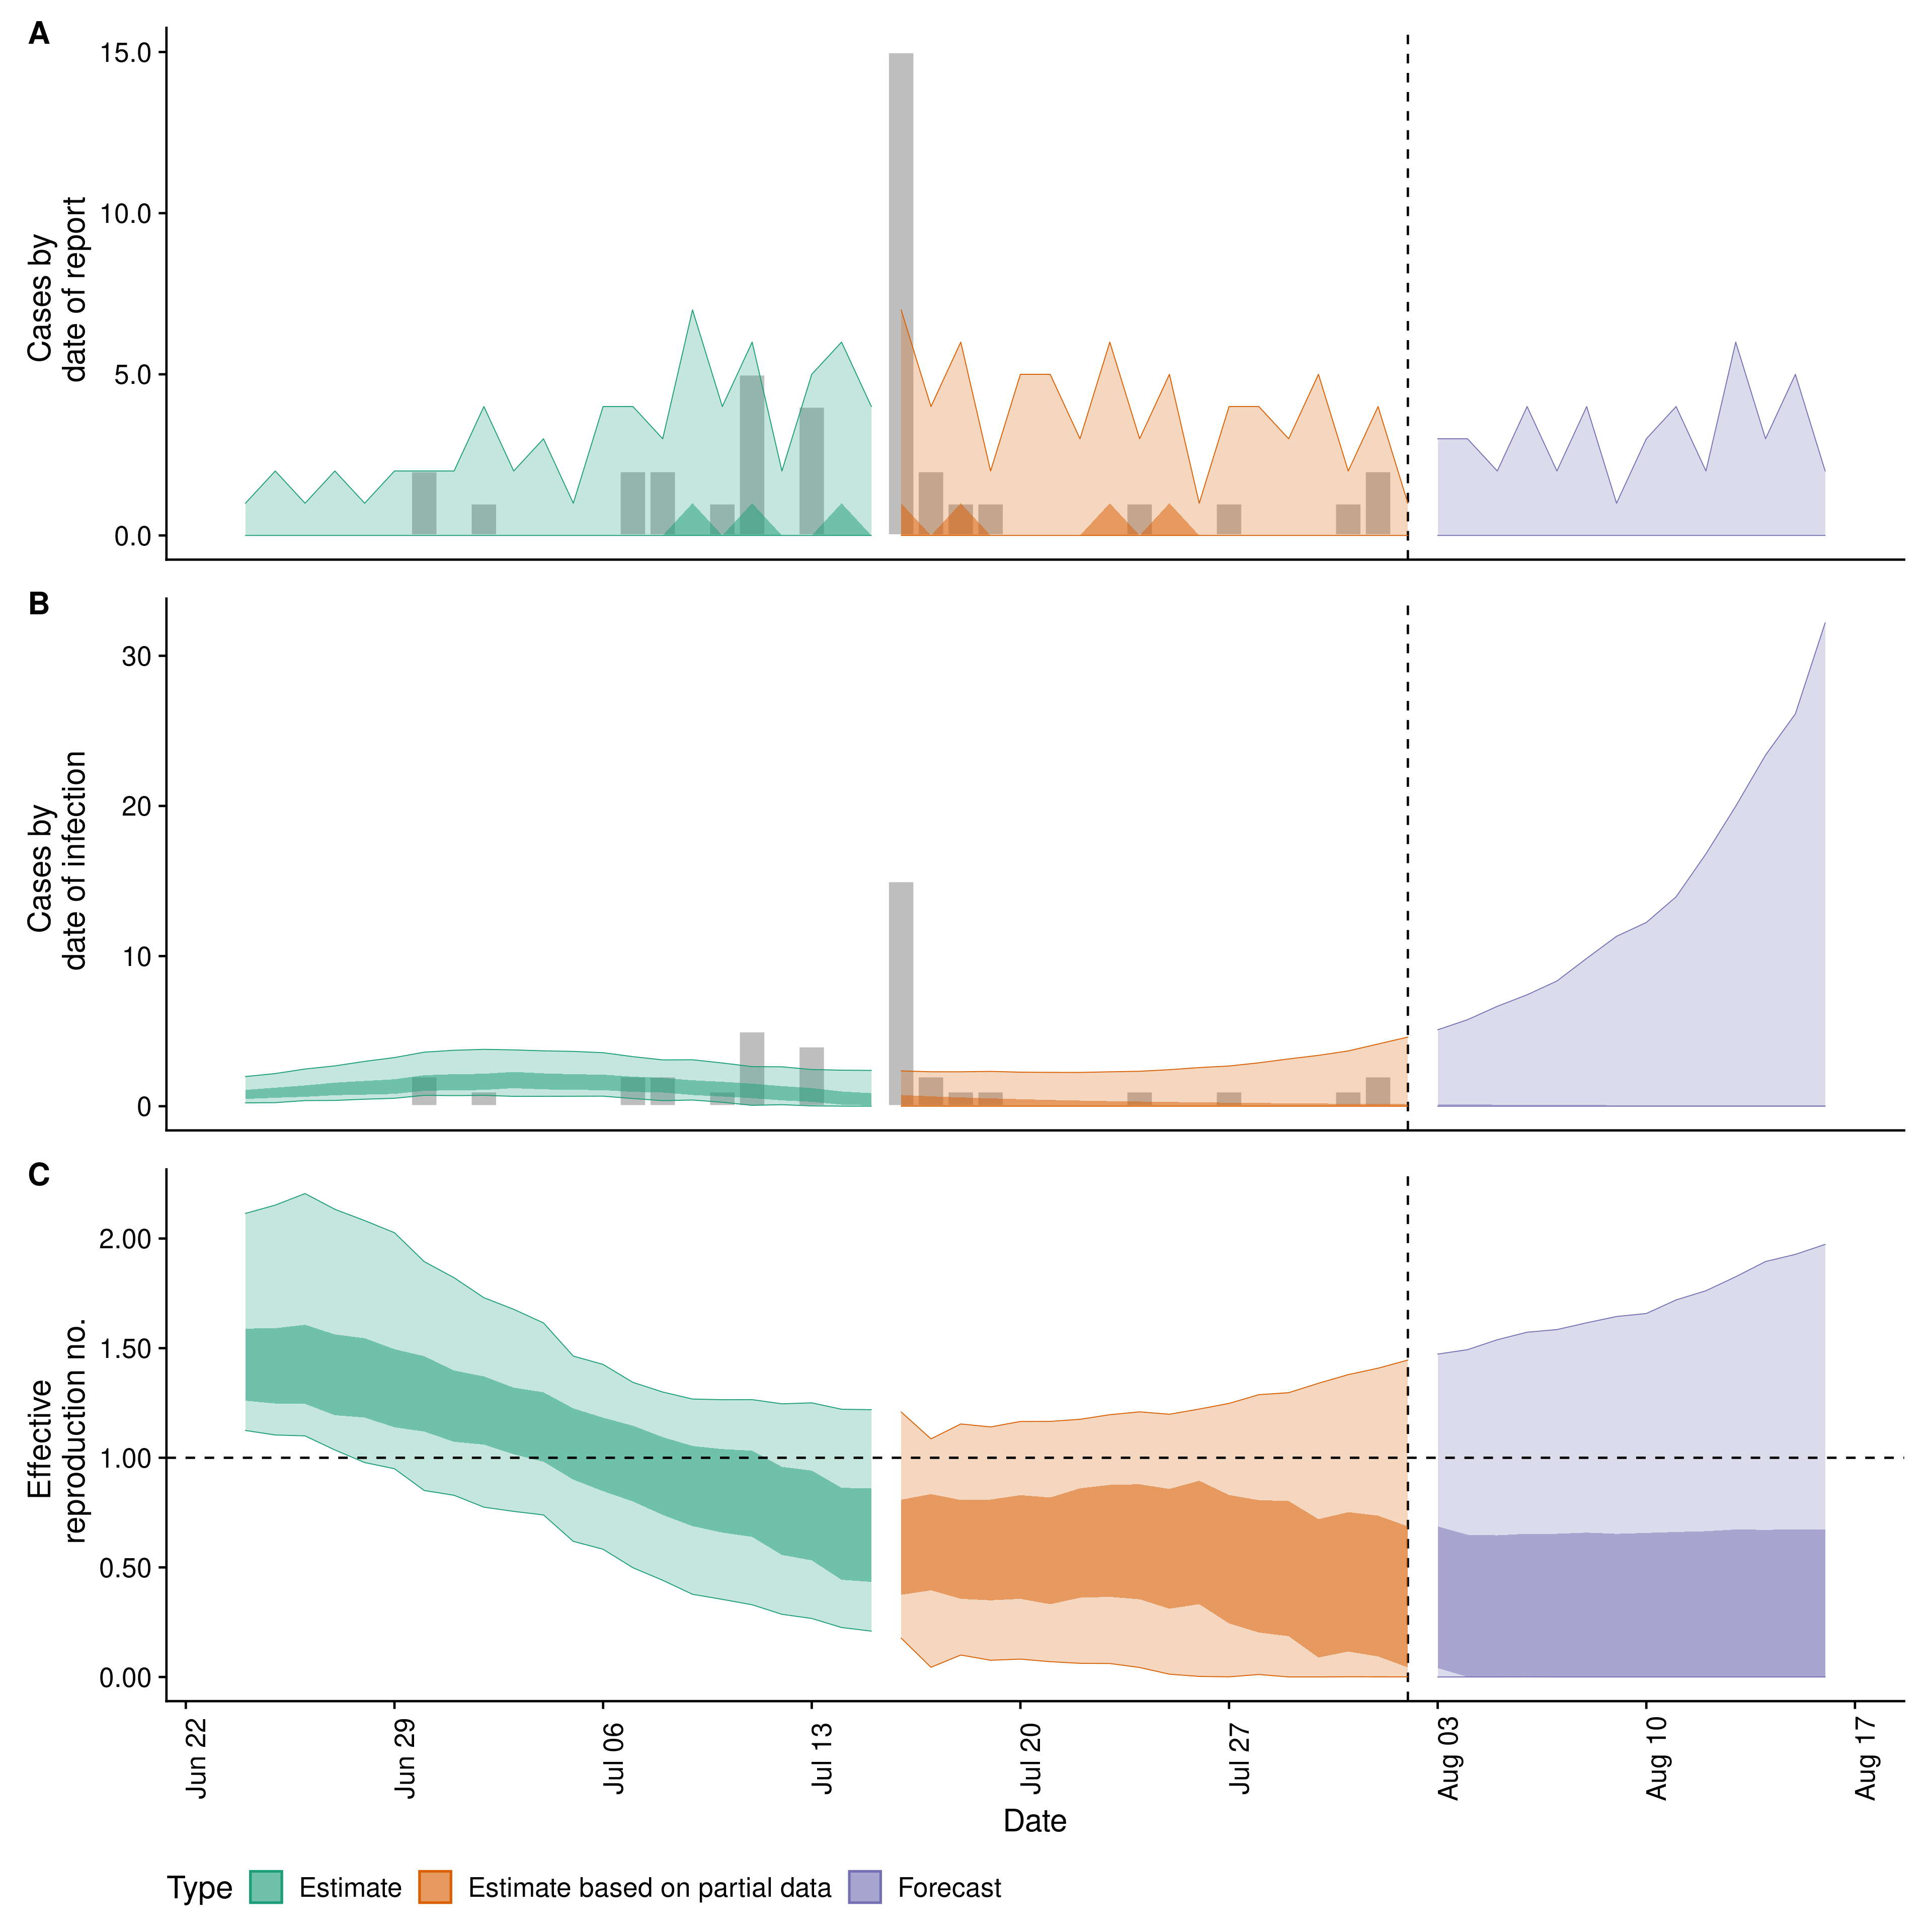 A
Cases by
date of report
15.0
10.0
5.0
0.0
B
Cases by
date of infection
30
20
10
0
C
Effective
reproduction no.
2.00
1.50
1.00
0.50
0.00
Jun 22
Jun 29
Jul 06
Jul 13
Jul 20
Jul 27
Aug 03
Aug 10
Aug 17
Date
Type Estimate Estimate based on partial data Forecast